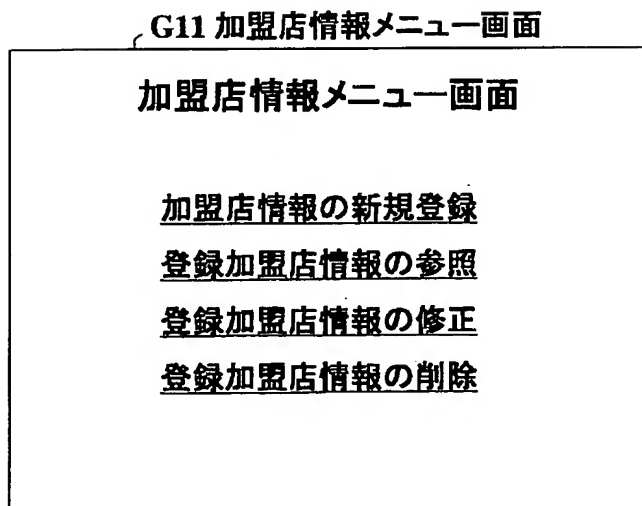 G11 加盟店情報メニュー画面
加盟店情報メニュー画面
加盟店情報の新規登録
登録加盟店情報の参照
登録加盟店情報の修正
登録加盟店情報の削除